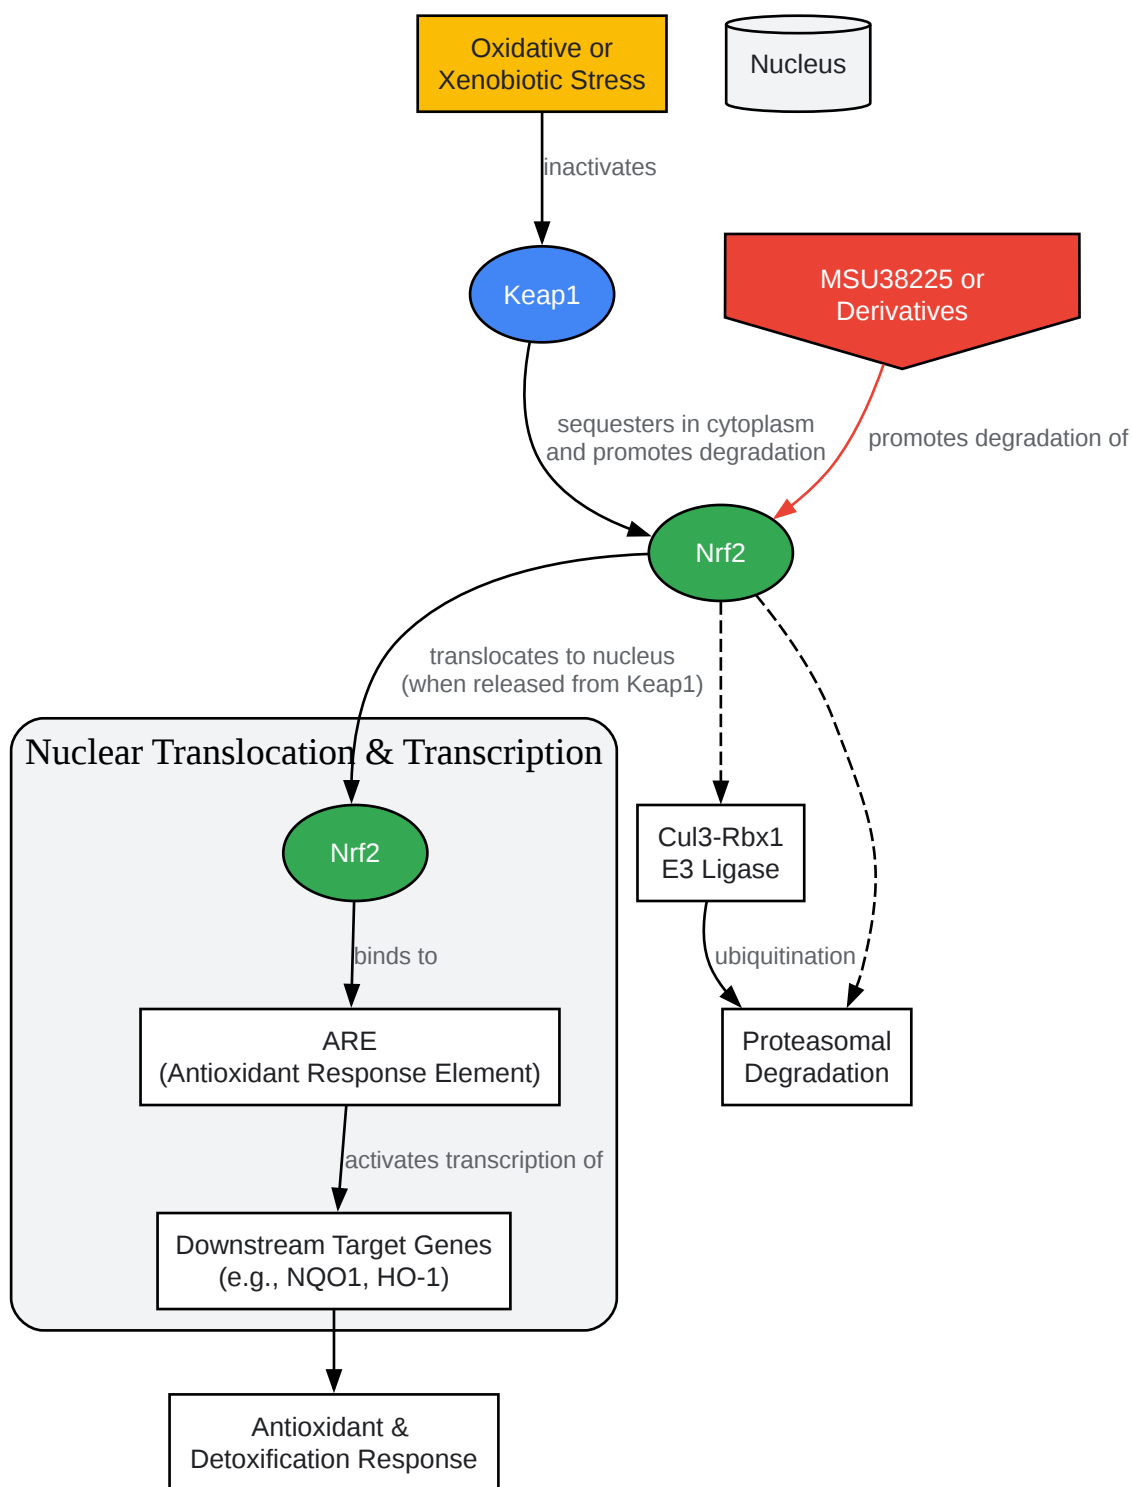 Oxidative or
Xenobiotic Stress
Nucleus
inactivates
Keap1
MSU38225 or
Derivatives
sequesters in cytoplasm
and promotes degradation
promotes degradation of
Nrf2
translocates to nucleus
(when released from Keap1)
Nuclear Translocation & Transcription
Nrf2
Cul3-Rbx1
E3 Ligase
binds to
ubiquitination
ARE
(Antioxidant Response Element)
Proteasomal
Degradation
activates transcription of
Downstream Target Genes
(e.g., NQO1, HO-1)
Antioxidant &
Detoxification Response